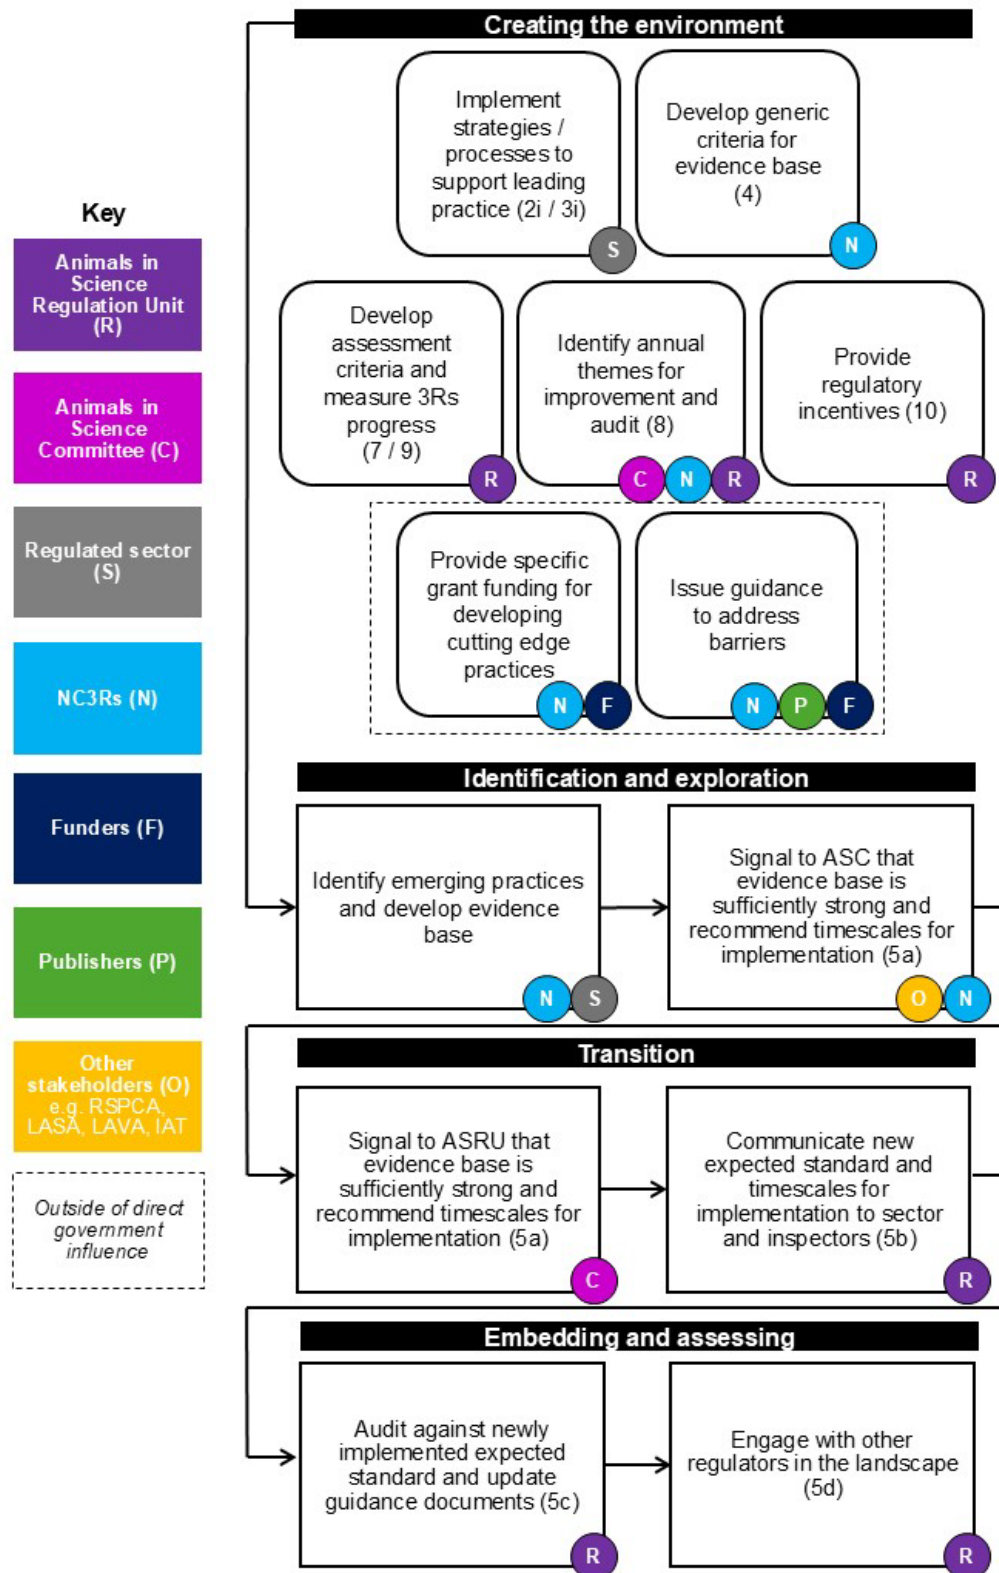 Creating the environment
Implement
strategies /
processes to
support leading
practice (2i / 3i)
S
Develop generic
criteria for
evidence base
(4)
N
Key
Animals in
Science
Regulation Unit
(R)
Animals in
Science
Committee (C)
Regulated sector
(S)
NC3Rs (N)
Funders (F)
Publishers (P)
Other
stakeholders (O)
e.g. RSPCA,
LASA, LAVA, IAT
Outside of direct
government
influence
Develop
assessment
criteria and
measure 3Rs
progress
(7 / 9)
R
Identify annual
themes for
improvement and
audit (8)
C N R
Provide
regulatory
incentives (10)
R
Provide specific
grant funding for
developing
cutting edge
practices
N F
Issue guidance
to address
barriers
N P F
Identification and exploration
Identify emerging practices
and develop evidence
base
N S
Signal to ASC that
evidence base is
sufficiently strong and
recommend timescales for
implementation (5a)
O N
Transition
Signal to ASRU that
evidence base is
sufficiently strong and
recommend timescales for
implementation (5a)
C
Communicate new
expected standard and
timescales for
implementation to sector
and inspectors (5b)
R
Embedding and assessing
Audit against newly
implemented expected
standard and update
guidance documents (5c)
R
Engage with other
regulators in the landscape
(5d)
R